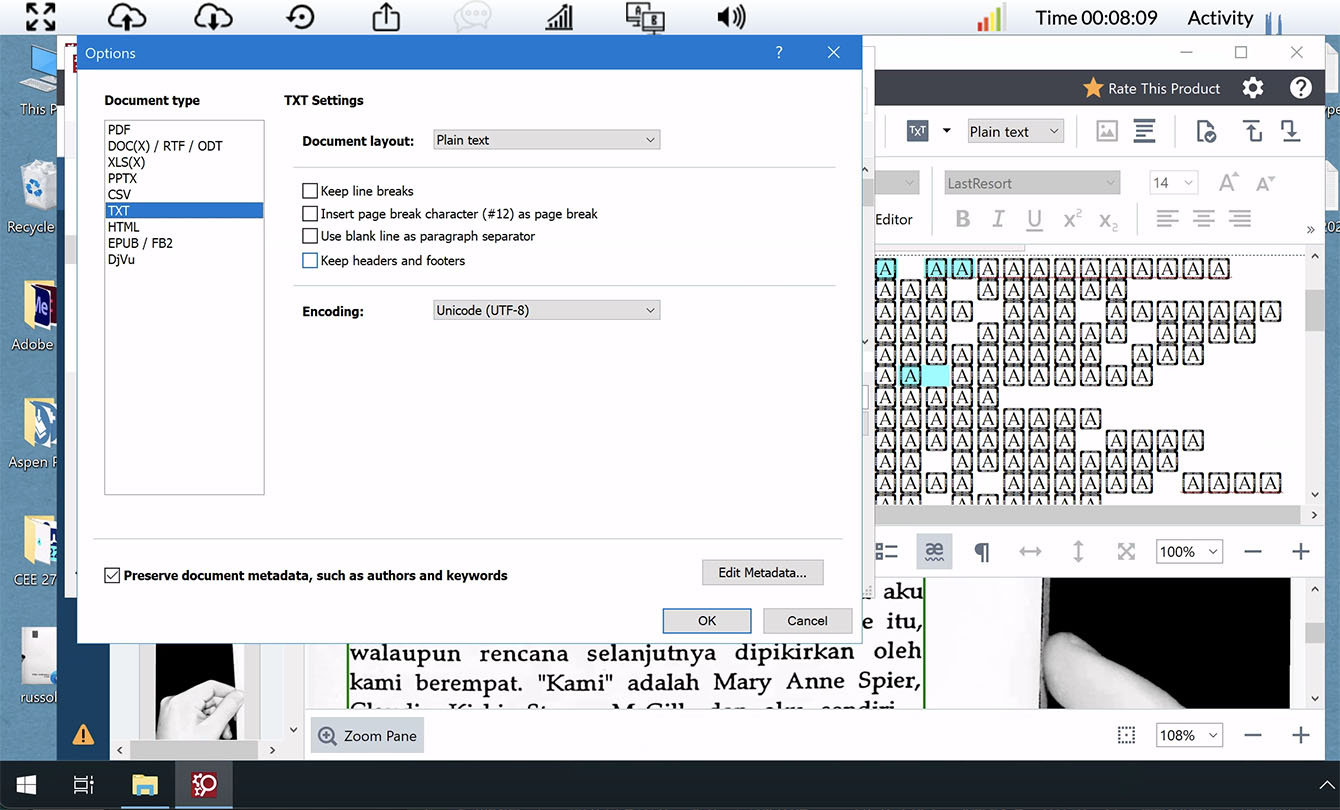 Time 00:08:09 Activity
Options ?
This P
Rate This Product ?
Document type
TXT Settings
PDF
DOC(X) / RTF / ODT
XLS(X)
PPTX
CSV
TXT
HTML
EPUB / FB2
DjVu
Document layout: Plain text
Keep line breaks
Insert page break character (#12) as page break
Use blank line as paragraph separator
Keep headers and footers
Encoding: Unicode (UTF-8)
Preserve document metadata, such as authors and keywords
Edit Metadata...
OK Cancel
TXT Plain text
LastResort 14 A A
Editor B I U x² x₂ »
A A A A A A A A A A A A A
A A A A A A A A A
A A A A A A A A A A A A A A
A A A A A A A A A A A A
A A A A A A A A A A A A
A A A A A A A A A A
A A A A A
A A A A A A A A
A A A A A A A A A A A A
A A A A A A A A A A A
A A A A A A A A A A A A A A
æ ¶ 100%
Recycle
Adobe
Me
Aspen P
CEE 27
russol
aku
e itu,
walaupun rencana selanjutnya dipikirkan oleh
kami berempat. "Kami" adalah Mary Anne Spier,
Zoom Pane
108%